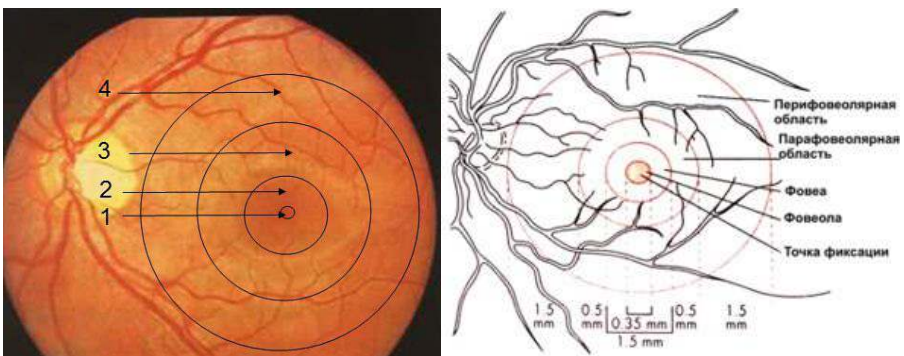 4
3
2
1
Перифовеолярная
область
Парафовеолярная
область
Фовеа
Фовеола
Точка фиксации
1.5 0.5 0.5 1.5
mm mm 0.35 mm mm mm
1.5 mm